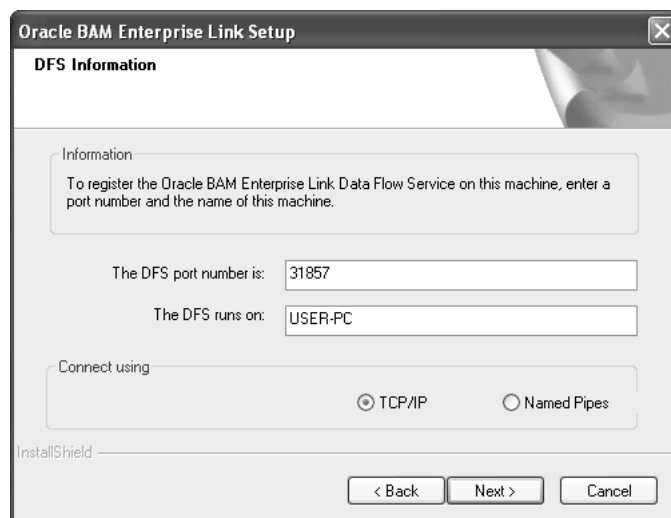 Oracle BAM Enterprise Link Setup
DFS Information
Information
To register the Oracle BAM Enterprise Link Data Flow Service on this machine, enter a
port number and the name of this machine.
The DFS port number is: 31857
The DFS runs on: USER-PC
Connect using
TCP/IP Named Pipes
InstallShield
< Back Next > Cancel